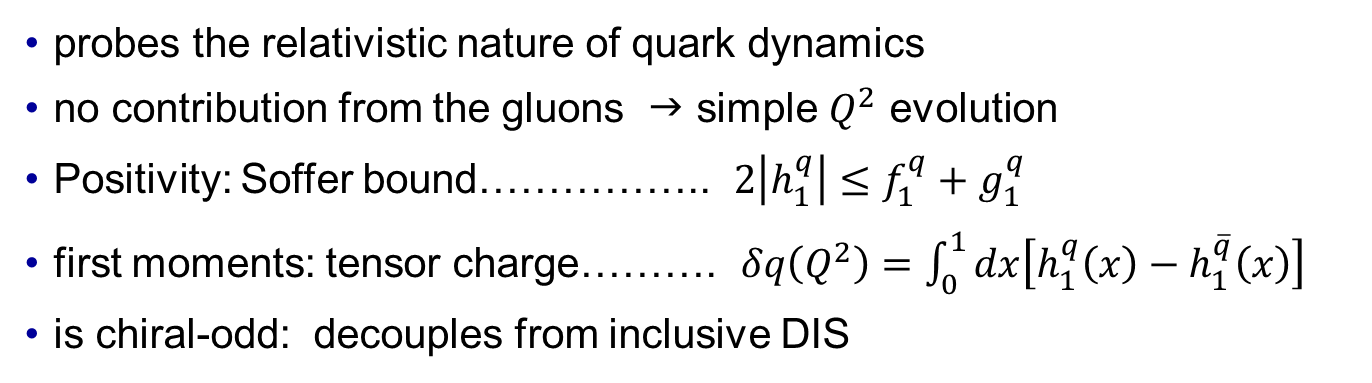 • probes the relativistic nature of quark dynamics
• no contribution from the gluons → simple Q² evolution
• Positivity: Soffer bound…………….. 2|h₁^q| ≤ f₁^q + g₁^q
• first moments: tensor charge………. δq(Q²) = ∫₀¹ dx[h₁^q(x) − h₁^q̄(x)]
• is chiral-odd: decouples from inclusive DIS